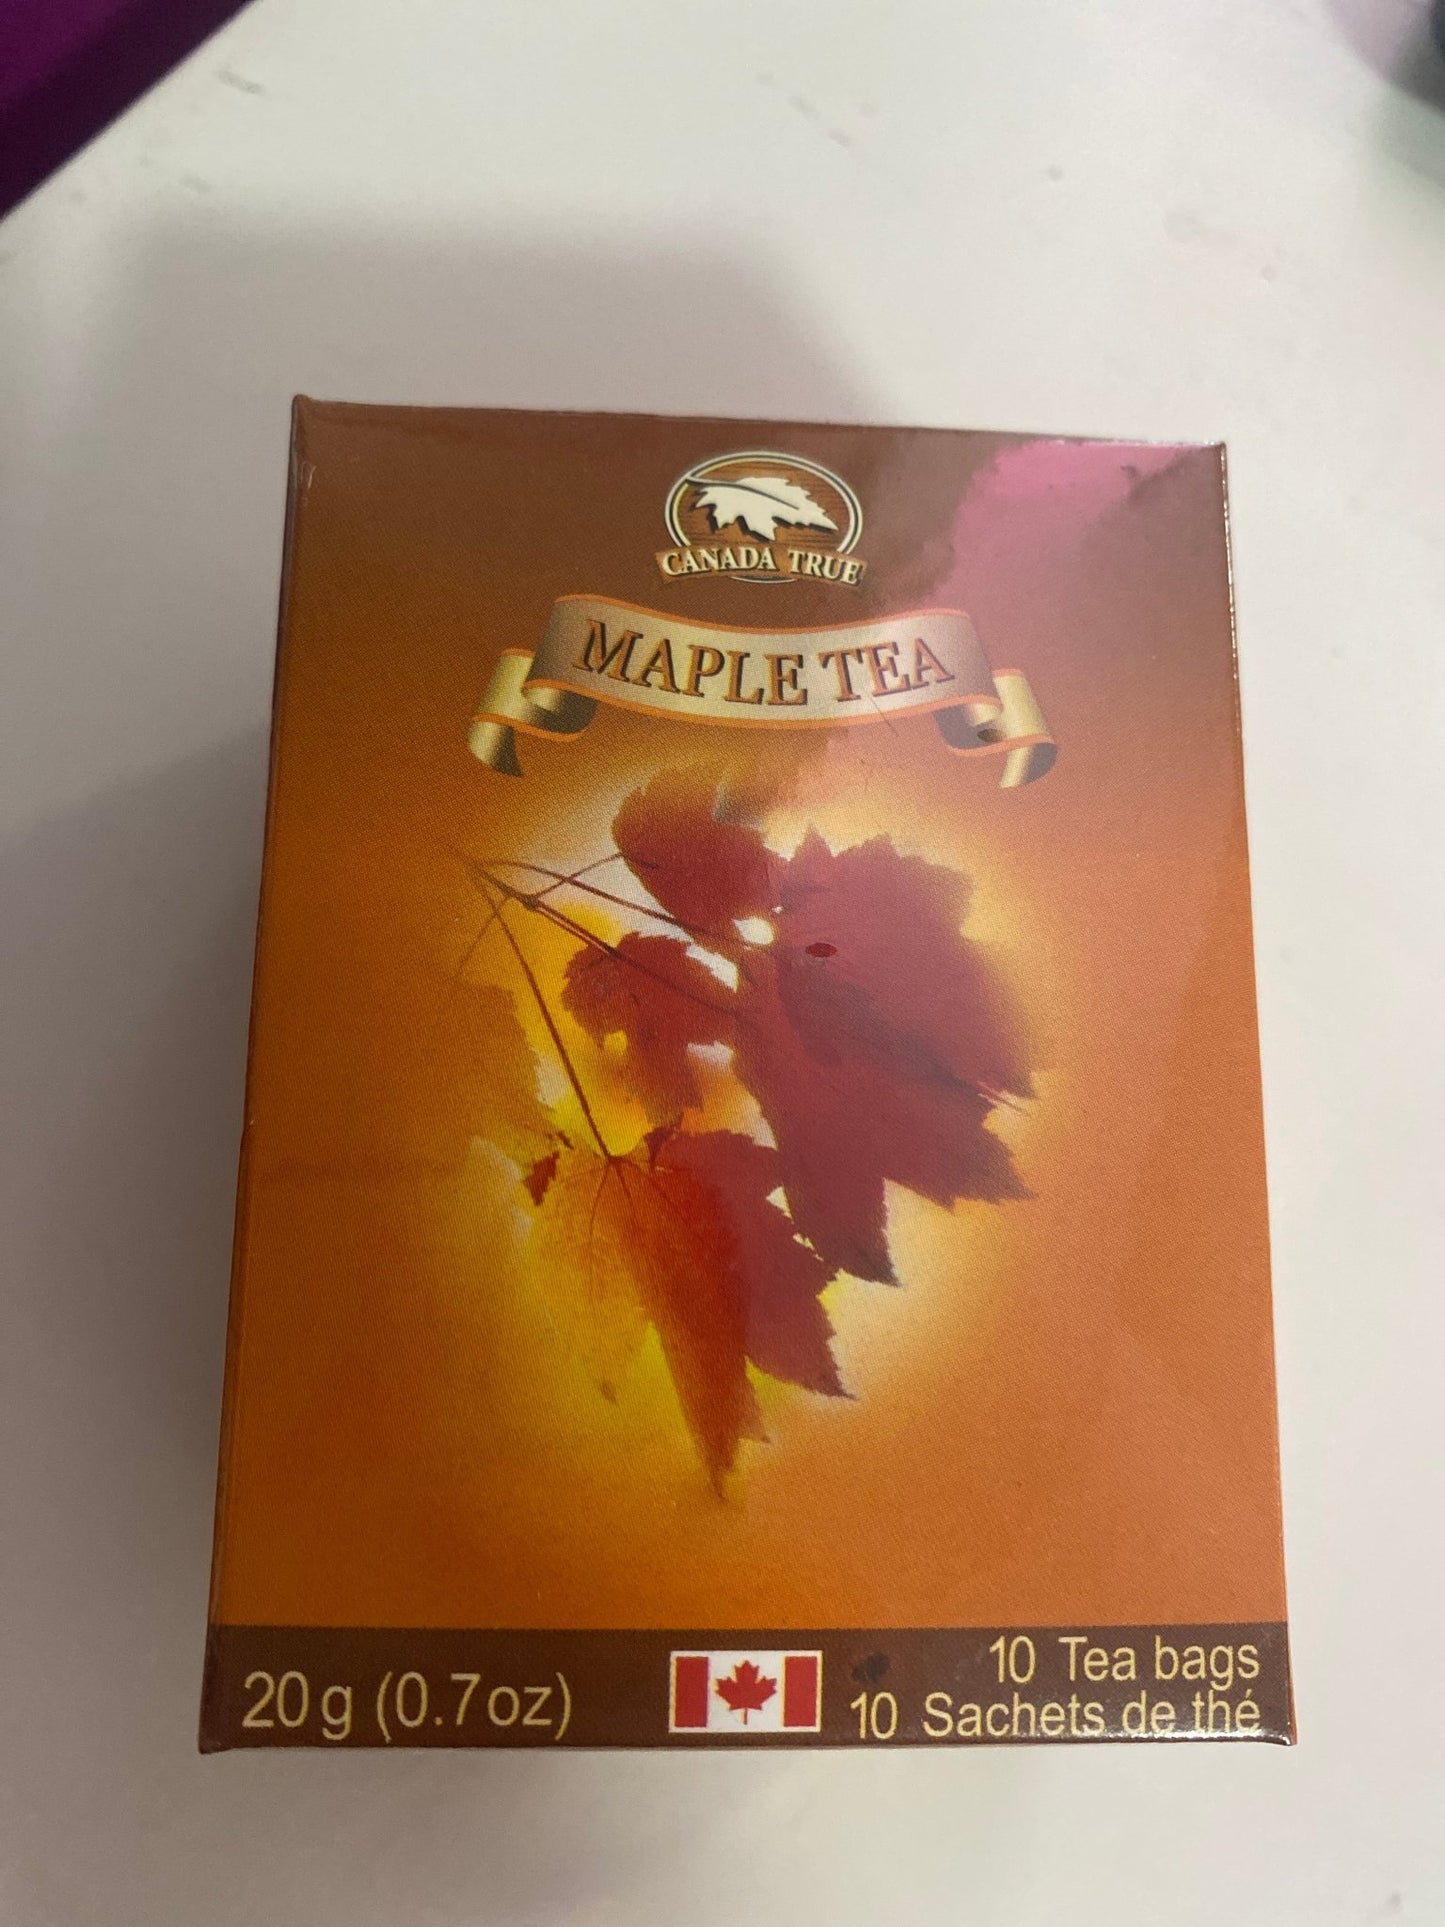 CANADA TRUE
MAPLE TEA
20g (0.7oz)
10 Tea bags
10 Sachets de thé